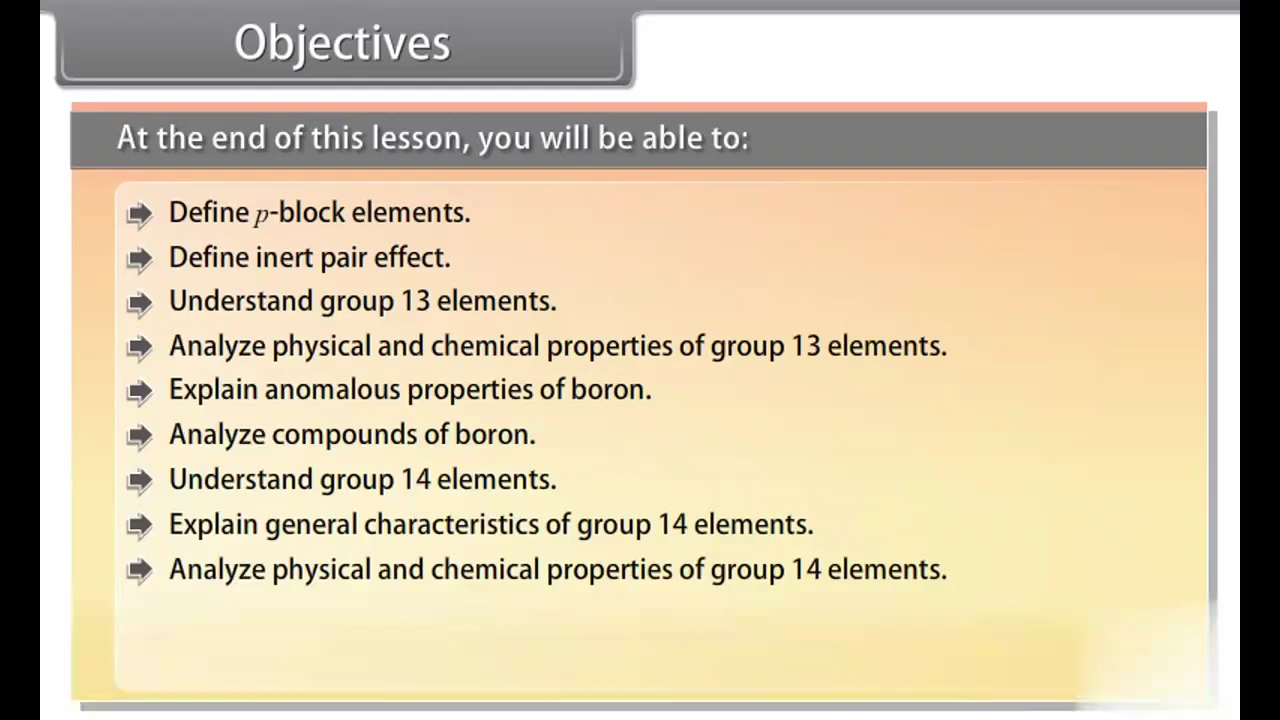 Objectives
At the end of this lesson, you will be able to:
Define p-block elements.
Define inert pair effect.
Understand group 13 elements.
Analyze physical and chemical properties of group 13 elements.
Explain anomalous properties of boron.
Analyze compounds of boron.
Understand group 14 elements.
Explain general characteristics of group 14 elements.
Analyze physical and chemical properties of group 14 elements.